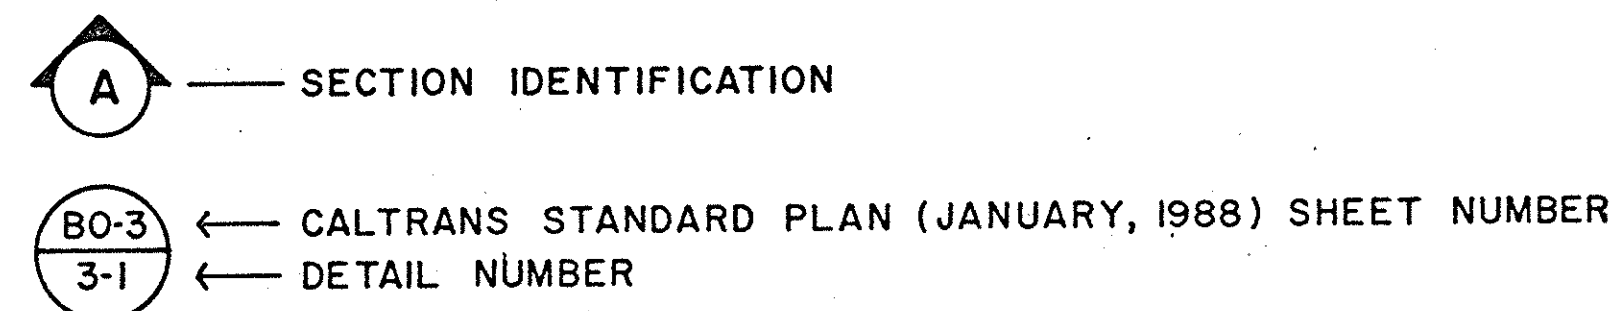 A SECTION IDENTIFICATION
BO-3 CALTRANS STANDARD PLAN (JANUARY, 1988) SHEET NUMBER
3-1 DETAIL NUMBER